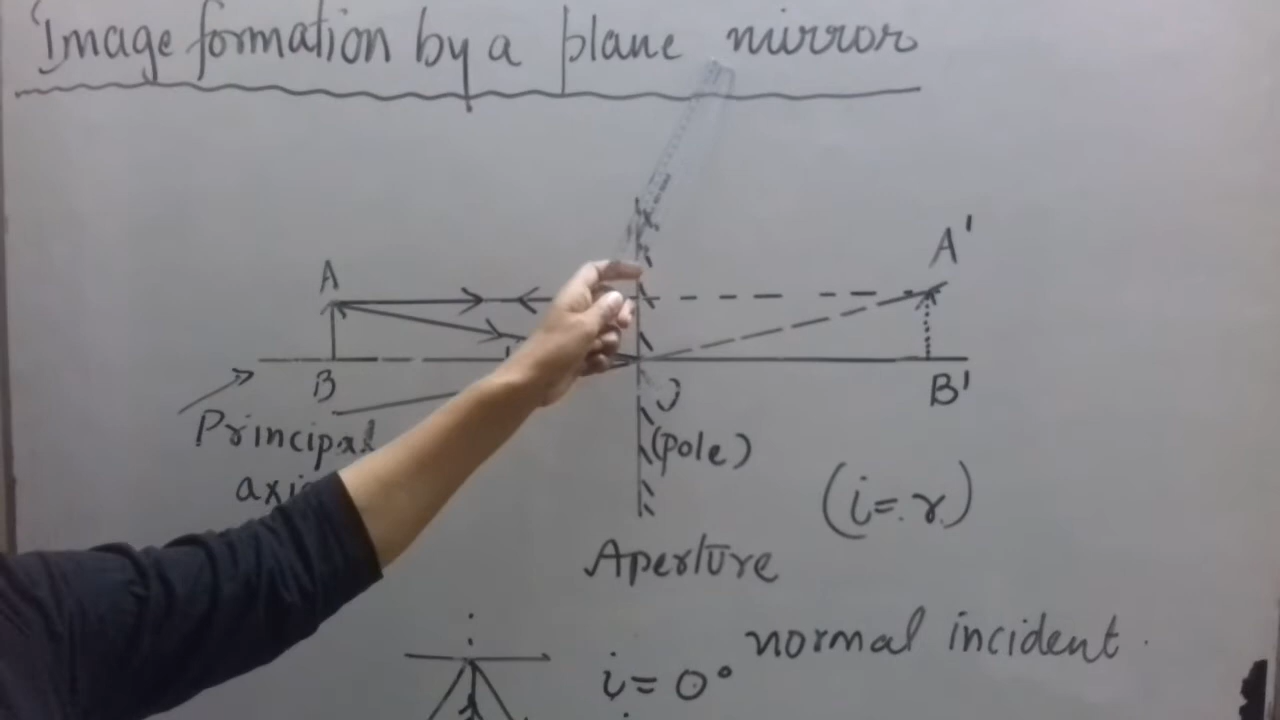 Image formation by a plane mirror
A
A'
B
O
B'
Principal
(pole)
(i = r)
Aperture
normal incident
i = 0°